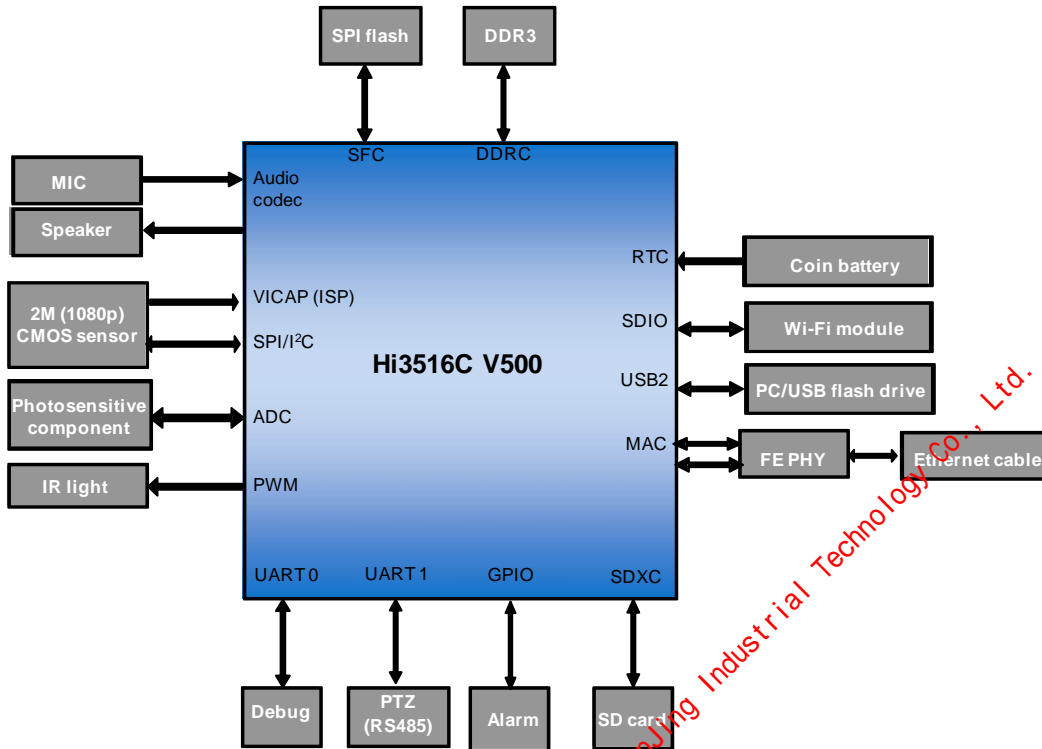 SPI flash
DDR3
SFC
DDRC
MIC
Audio
codec
Speaker
RTC
Coin battery
2M (1080p)
CMOS sensor
VICAP (ISP)
SPI/I²C
SDIO
Wi-Fi module
Hi3516C V500
USB2
PC/USB flash drive
Photosensitive
component
ADC
MAC
FE PHY
Ethernet cable
IR light
PWM
UART 0
UART 1
GPIO
SDXC
Debug
PTZ
(RS485)
Alarm
SD card
Industrial Technology Co., Ltd.